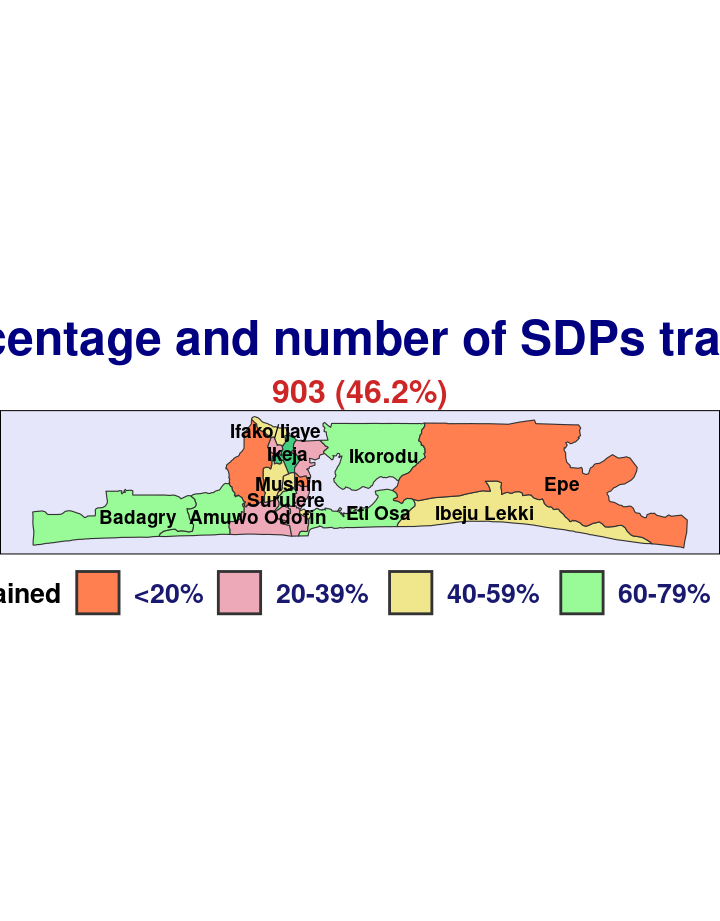 centage and number of SDPs tra
903 (46.2%)
Ifako/Ijaye
Ikeja
Ikorodu
Mushin
Epe
Surulere
Badagry Amuwo Odofin Eti Osa Ibeju Lekki
ained <20% 20-39% 40-59% 60-79%